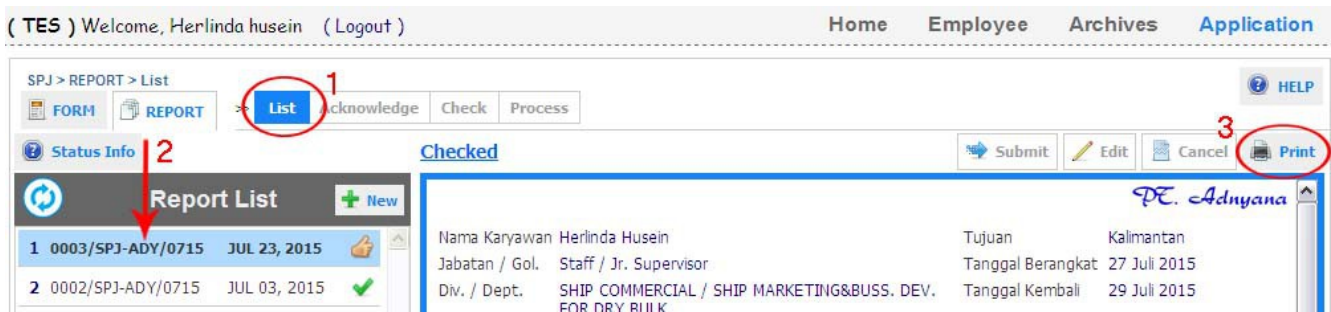 ( TES ) Welcome, Herlinda husein ( Logout ) Home Employee Archives Application
SPJ > REPORT > List
1
HELP
FORM REPORT >> List Acknowledge Check Process
3
Status Info 2 Checked Submit Edit Cancel Print
Report List New
PT. Adnyana
1 0003/SPJ-ADY/0715 JUL 23, 2015
Nama Karyawan Herlinda Husein Tujuan Kalimantan
Jabatan / Gol. Staff / Jr. Supervisor Tanggal Berangkat 27 Juli 2015
2 0002/SPJ-ADY/0715 JUL 03, 2015
Div. / Dept. SHIP COMMERCIAL / SHIP MARKETING&BUSS. DEV. Tanggal Kembali 29 Juli 2015
FOR DRY BULK